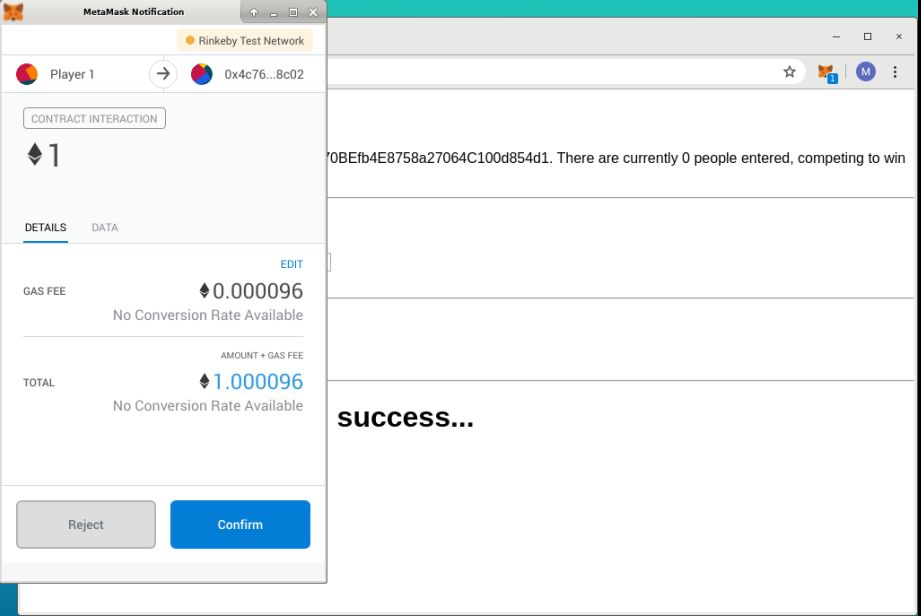 MetaMask Notification
Rinkeby Test Network
Player 1
0x4c76...8c02
CONTRACT INTERACTION
1
DETAILS
DATA
EDIT
GAS FEE
0.000096
No Conversion Rate Available
AMOUNT + GAS FEE
TOTAL
1.000096
No Conversion Rate Available
Reject
Confirm
1
M
70BEfb4E8758a27064C100d854d1. There are currently 0 people entered, competing to win
success...